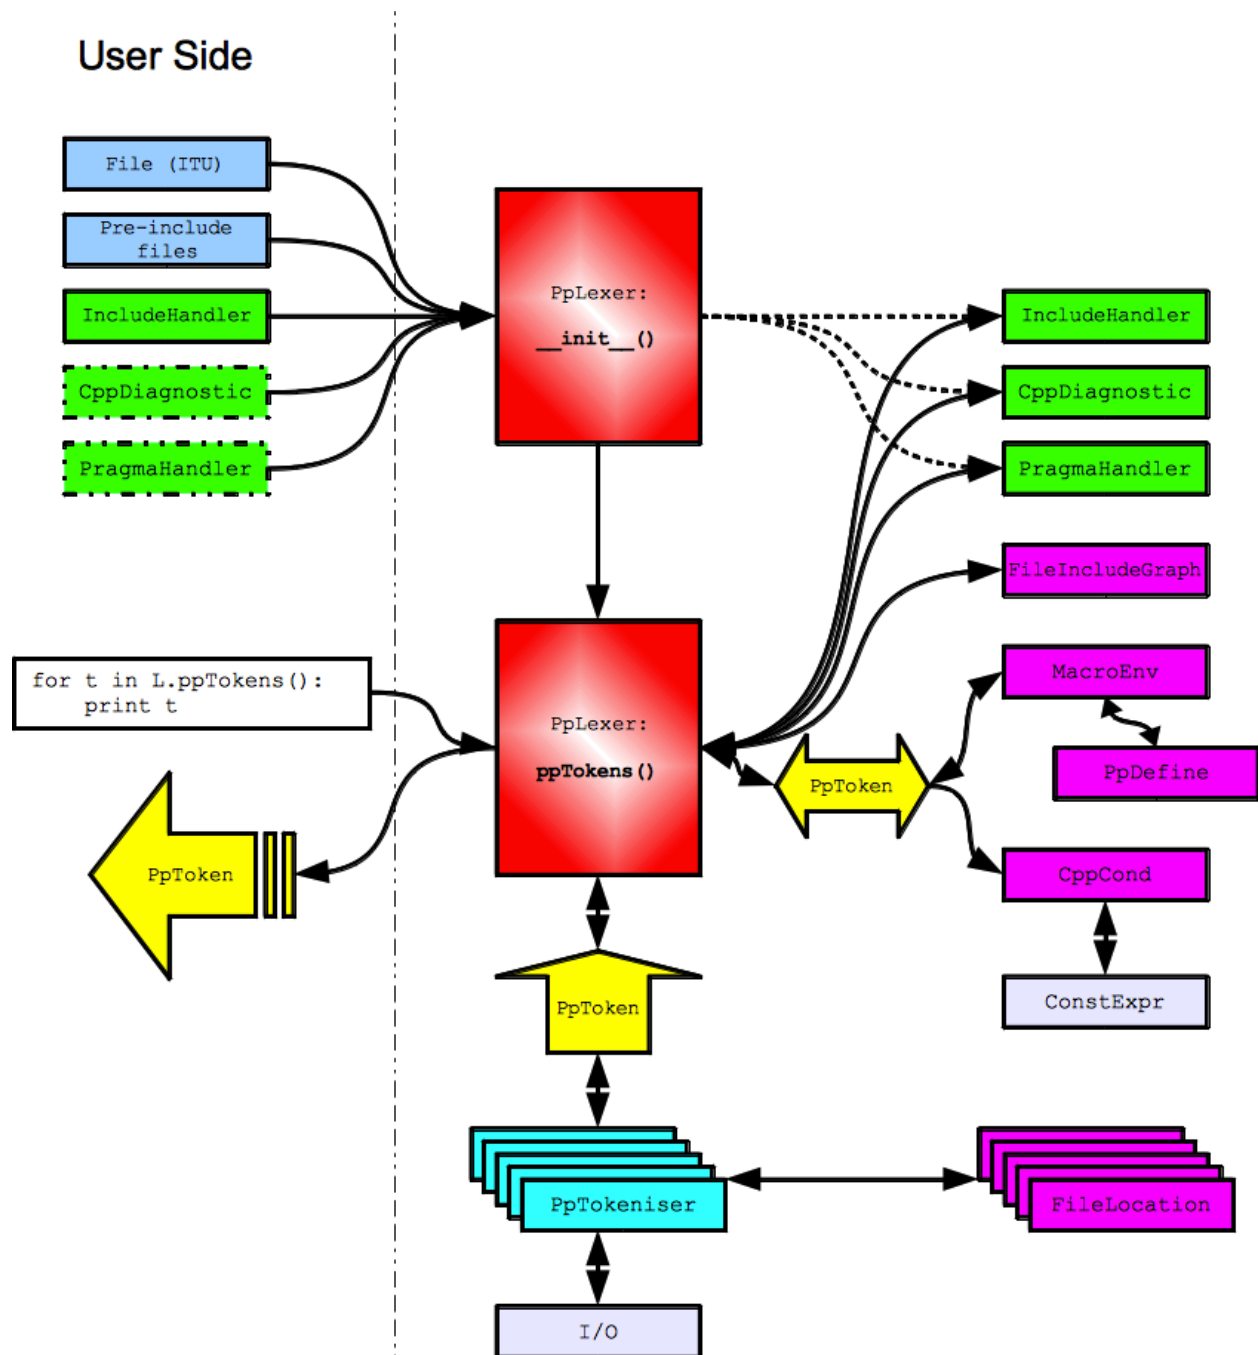 User Side
File (ITU)
Pre-include
files
IncludeHandler
CppDiagnostic
PragmaHandler
PpLexer:
__init__()
IncludeHandler
CppDiagnostic
PragmaHandler
FileIncludeGraph
for t in L.ppTokens():
    print t
PpLexer:
ppTokens()
PpToken
MacroEnv
PpDefine
PpToken
CppCond
ConstExpr
PpToken
PpTokeniser
FileLocation
I/O